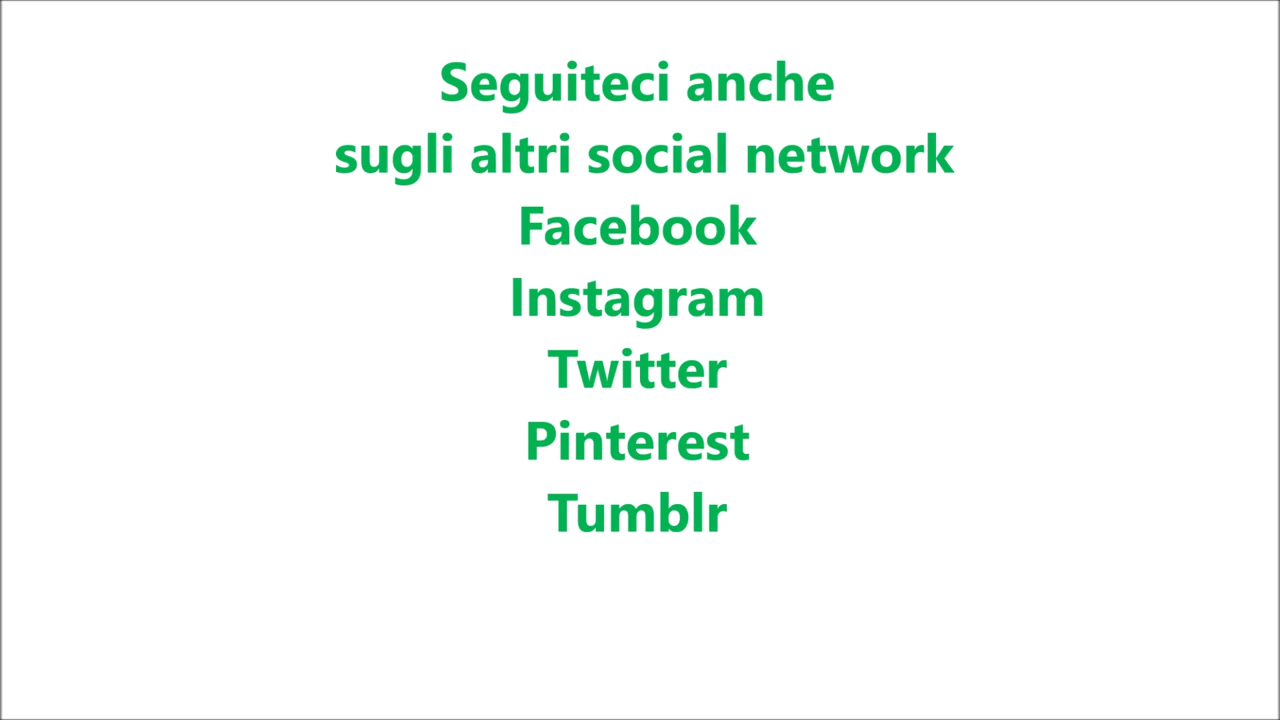 Seguiteci anche
sugli altri social network
Facebook
Instagram
Twitter
Pinterest
Tumblr